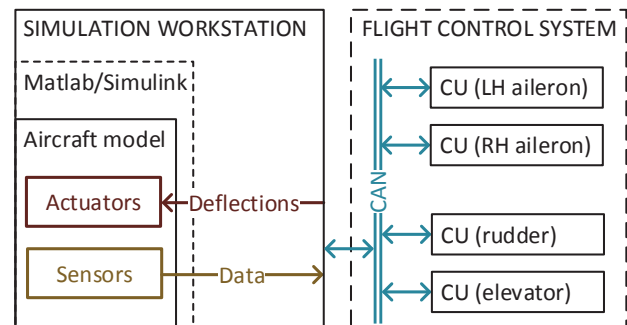 SIMULATION WORKSTATION
Matlab/Simulink
Aircraft model
Actuators
Deflections
Sensors
Data
FLIGHT CONTROL SYSTEM
CAN
CU (LH aileron)
CU (RH aileron)
CU (rudder)
CU (elevator)